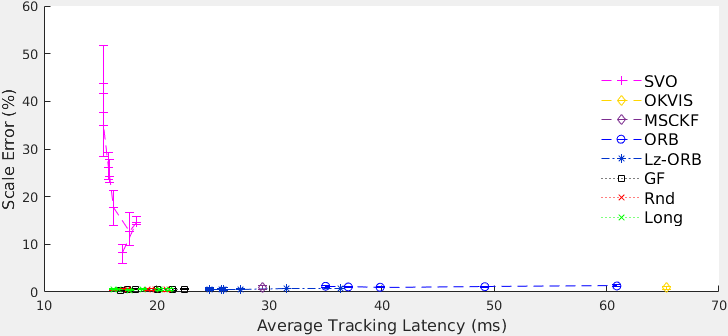 60
50
40
30
20
10
0
Scale Error (%)
10 20 30 40 50 60 70
Average Tracking Latency (ms)
SVO
OKVIS
MSCKF
ORB
Lz-ORB
GF
Rnd
Long